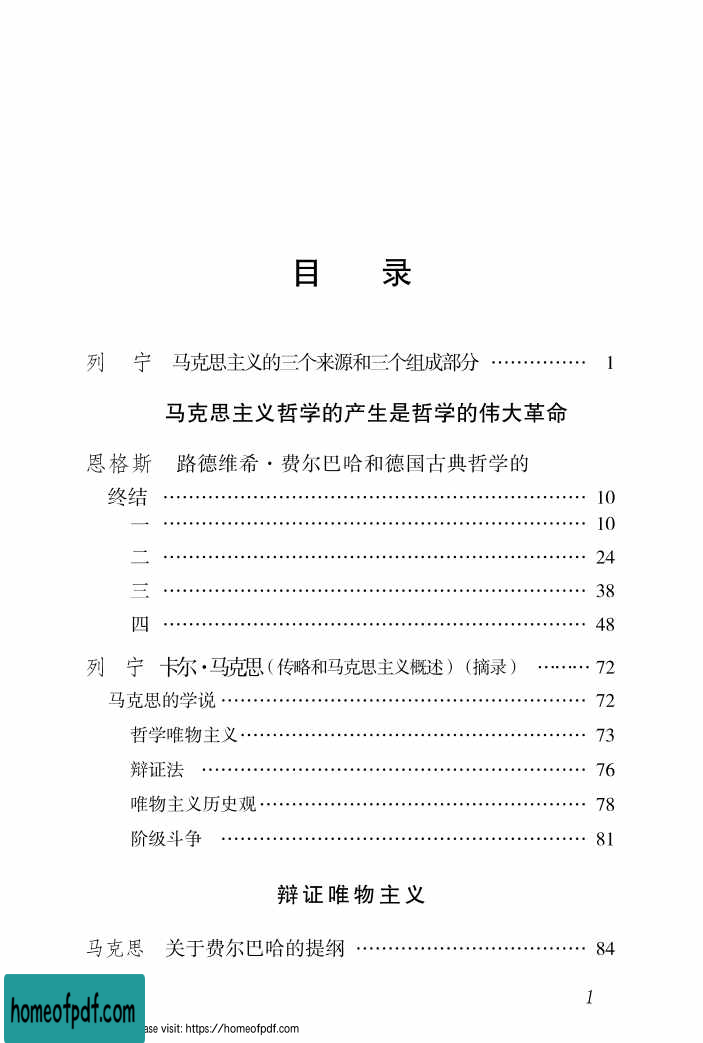 目 录
列 宁 马克思主义的三个来源和三个组成部分 …………… 1
马克思主义哲学的产生是哲学的伟大革命
恩格斯 路德维希·费尔巴哈和德国古典哲学的
终结 ………………………………………………………… 10
一 ………………………………………………………… 10
二 ………………………………………………………… 24
三 ………………………………………………………… 38
四 ………………………………………………………… 48
列 宁 卡尔·马克思(传略和马克思主义概述)(摘录) ……… 72
马克思的学说 ………………………………………………… 72
哲学唯物主义 ……………………………………………… 73
辩证法 …………………………………………………… 76
唯物主义历史观 …………………………………………… 78
阶级斗争 ………………………………………………… 81
辩证唯物主义
马克思 关于费尔巴哈的提纲 ……………………………… 84
1
homeofpdf.com
visit: https://homeofpdf.com